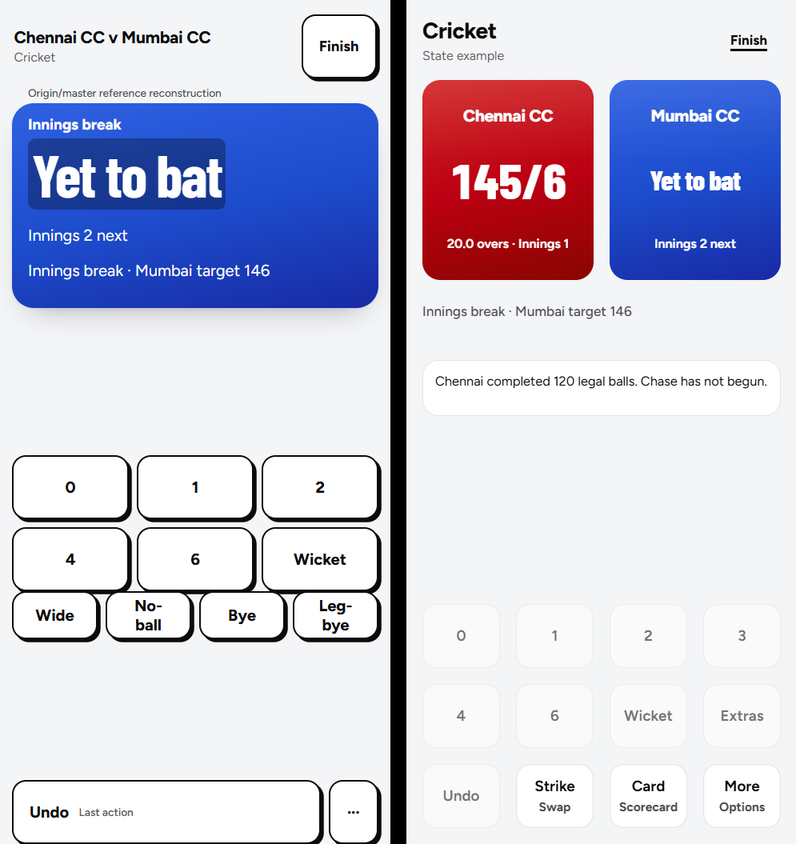 Chennai CC v Mumbai CC
Cricket
Finish
Origin/master reference reconstruction
Innings break
Yet to bat
Innings 2 next
Innings break · Mumbai target 146
0
1
2
4
6
Wicket
Wide
No-
ball
Bye
Leg-
bye
Undo Last action
...
Cricket
State example
Finish
Chennai CC
145/6
20.0 overs · Innings 1
Mumbai CC
Yet to bat
Innings 2 next
Innings break · Mumbai target 146
Chennai completed 120 legal balls. Chase has not begun.
0
1
2
3
4
6
Wicket
Extras
Undo
Strike
Swap
Card
Scorecard
More
Options